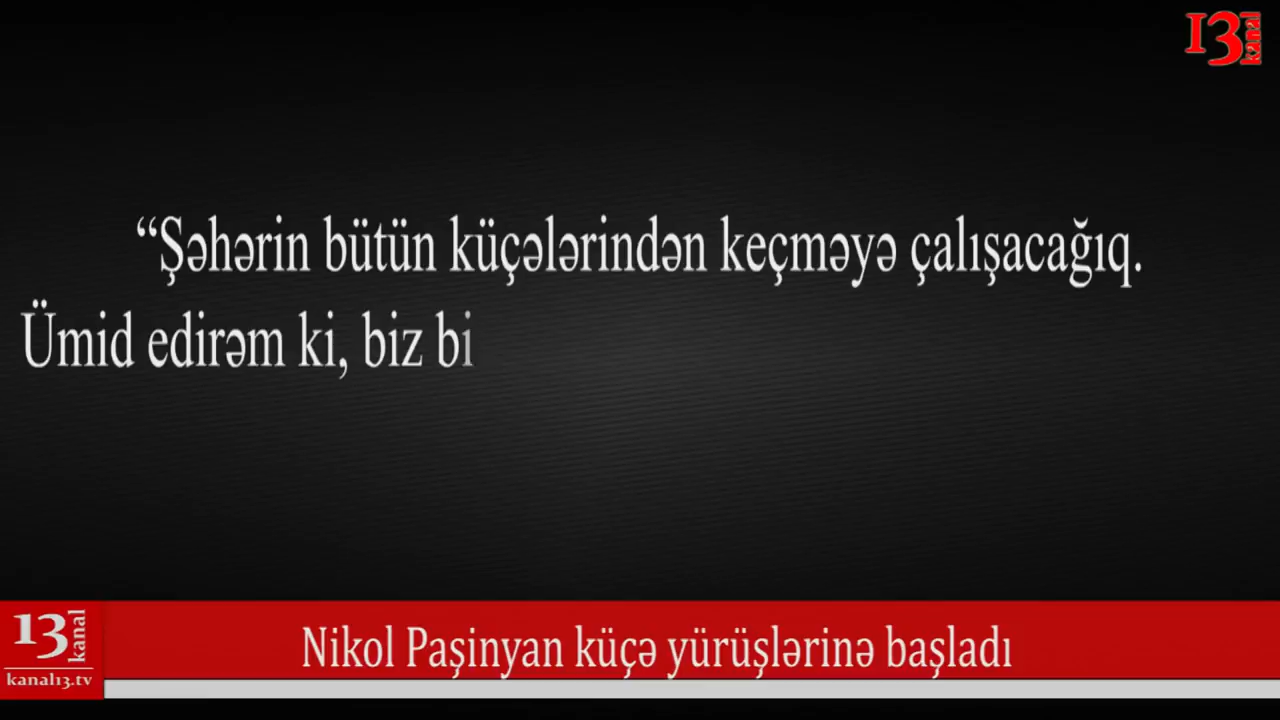 13 kanal
“Şəhərin bütün küçələrindən keçməyə çalışacağıq.
Ümid edirəm ki, biz bi
13 kanal
kanal13.tv
Nikol Paşinyan küçə yürüşlərinə başladı